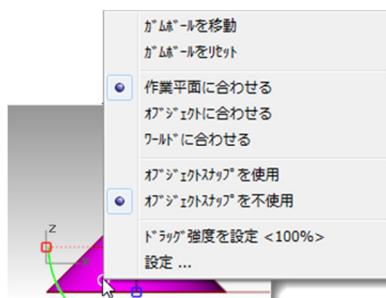 ｶﾞﾑﾎﾞｰﾙを移動
ｶﾞﾑﾎﾞｰﾙをﾘｾｯﾄ
作業平面に合わせる
ｵﾌﾞｼﾞｪｸﾄに合わせる
ﾜｰﾙﾄﾞに合わせる
ｵﾌﾞｼﾞｪｸﾄｽﾅｯﾌﾟを使用
ｵﾌﾞｼﾞｪｸﾄｽﾅｯﾌﾟを不使用
ﾄﾞﾗｯｸﾞ強度を設定 <100%>
設定 ...
z